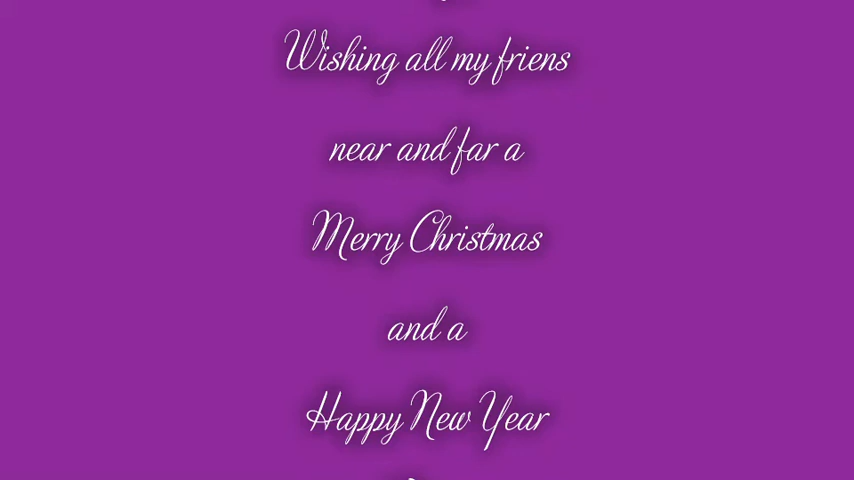 Wishing all my friens
near and far a
Merry Christmas
and a
Happy New Year